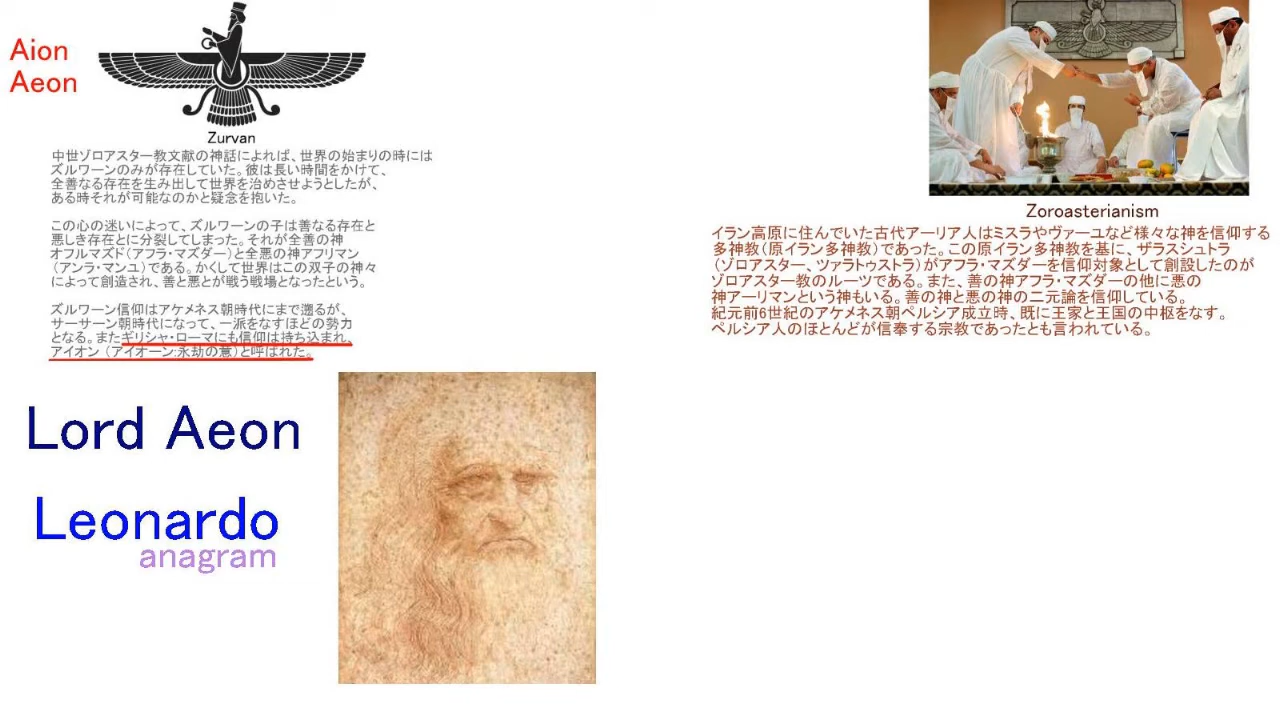 Aion
Aeon
Zurvan
中世ゾロアスター教文献の神話によれば、世界の始まりの時には
ズルワーンのみが存在していた。彼は長い時間をかけて、
全善なる存在を生み出して世界を治めさせようとしたが、
ある時それが可能なのかと疑念を抱いた。
この心の迷いによって、ズルワーンの子は善なる存在と
悪しき存在とに分裂してしまった。それが全善の神
オフルマズド（アフラ・マズダー）と全悪の神アフリマン
（アンラ・マンユ）である。かくして世界はこの双子の神々
によって創造され、善と悪とが戦う戦場となったという。
ズルワーン信仰はアケメネス朝時代にまで遡るが、
サーサーン朝時代になって、一派をなすほどの勢力
となる。またギリシャ・ローマにも信仰は持ち込まれ、
アイオン（アイオーン:永劫の意）と呼ばれた。
Zoroasterianism
イラン高原に住んでいた古代アーリア人はミスラやヴァーユなど様々な神を信仰する
多神教（原イラン多神教）であった。この原イラン多神教を基に、ザラスシュトラ
（ゾロアスター、ツァラトゥストラ）がアフラ・マズダーを信仰対象として創設したのが
ゾロアスター教のルーツである。また、善の神アフラ・マズダーの他に悪の
神アーリマンという神もいる。善の神と悪の神の二元論を信仰している。
紀元前6世紀のアケメネス朝ペルシア成立時、既に王家と王国の中枢をなす。
ペルシア人のほとんどが信奉する宗教であったとも言われている。
Lord Aeon
Leonardo
anagram